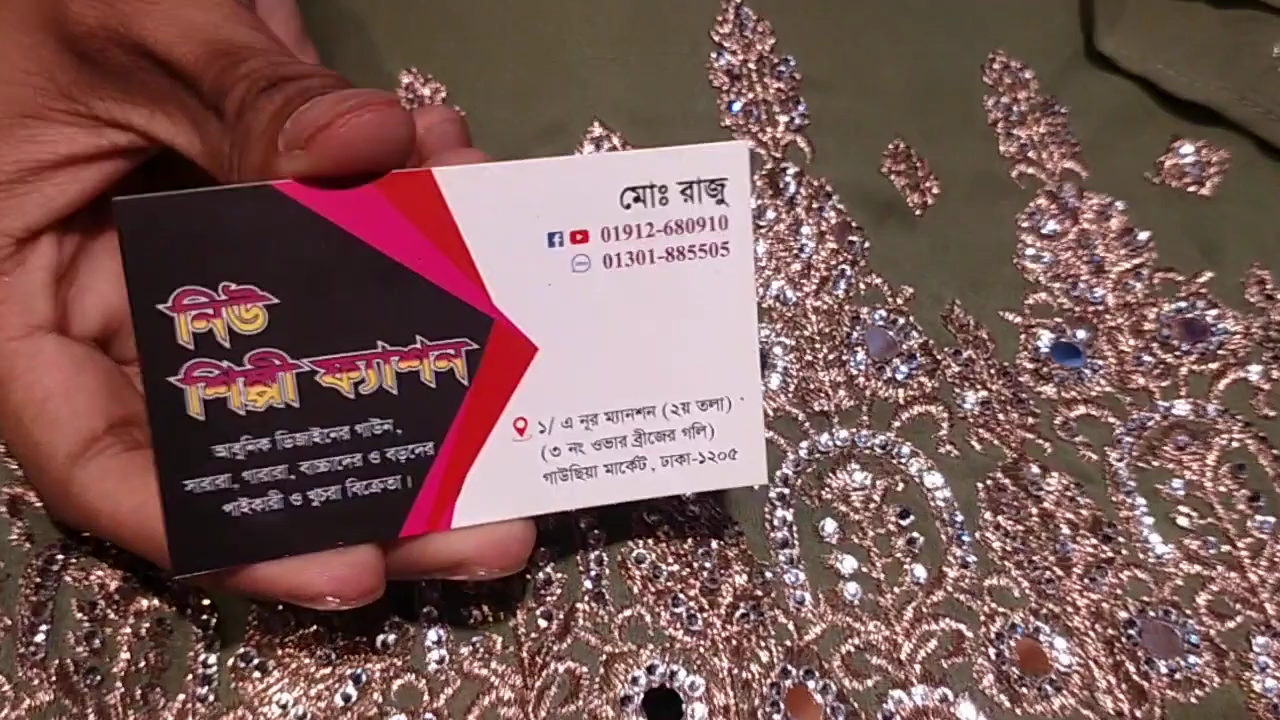 নিউ
শিল্পী ফ্যাশন
আধুনিক ডিজাইনের গাউন,
সারারা, গারারা, বাচ্চাদের ও বড়দের
পাইকারী ও খুচরা বিক্রেতা।
মোঃ রাজু
01912-680910
01301-885505
১/ এ নূর ম্যানশন (২য় তলা)
(৩ নং ওভার ব্রীজের গলি)
গাউছিয়া মার্কেট, ঢাকা-১২০৫